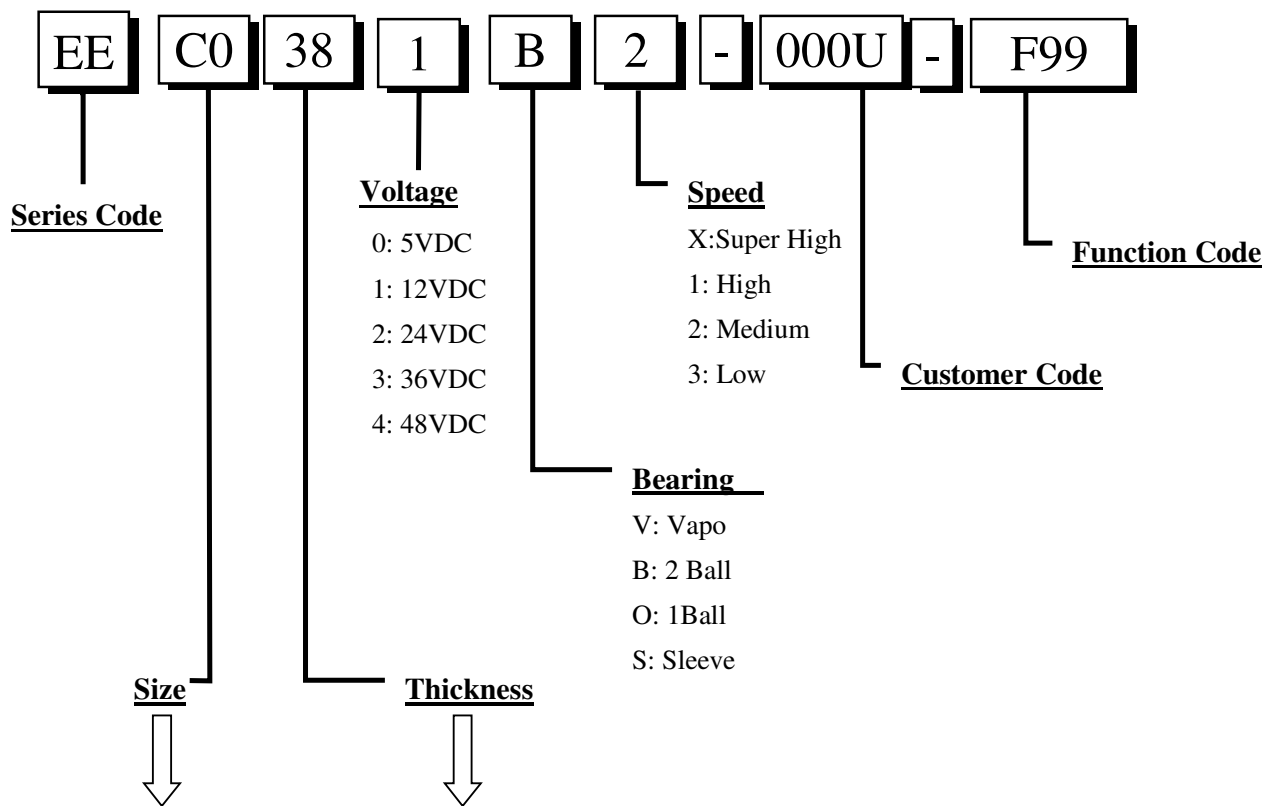 EE C0 38 1 B 2 - 000U - F99
Series Code
Voltage
0: 5VDC
1: 12VDC
2: 24VDC
3: 36VDC
4: 48VDC
Speed
X:Super High
1: High
2: Medium
3: Low
Function Code
Customer Code
Bearing
V: Vapo
B: 2 Ball
O: 1Ball
S: Sleeve
Size
Thickness